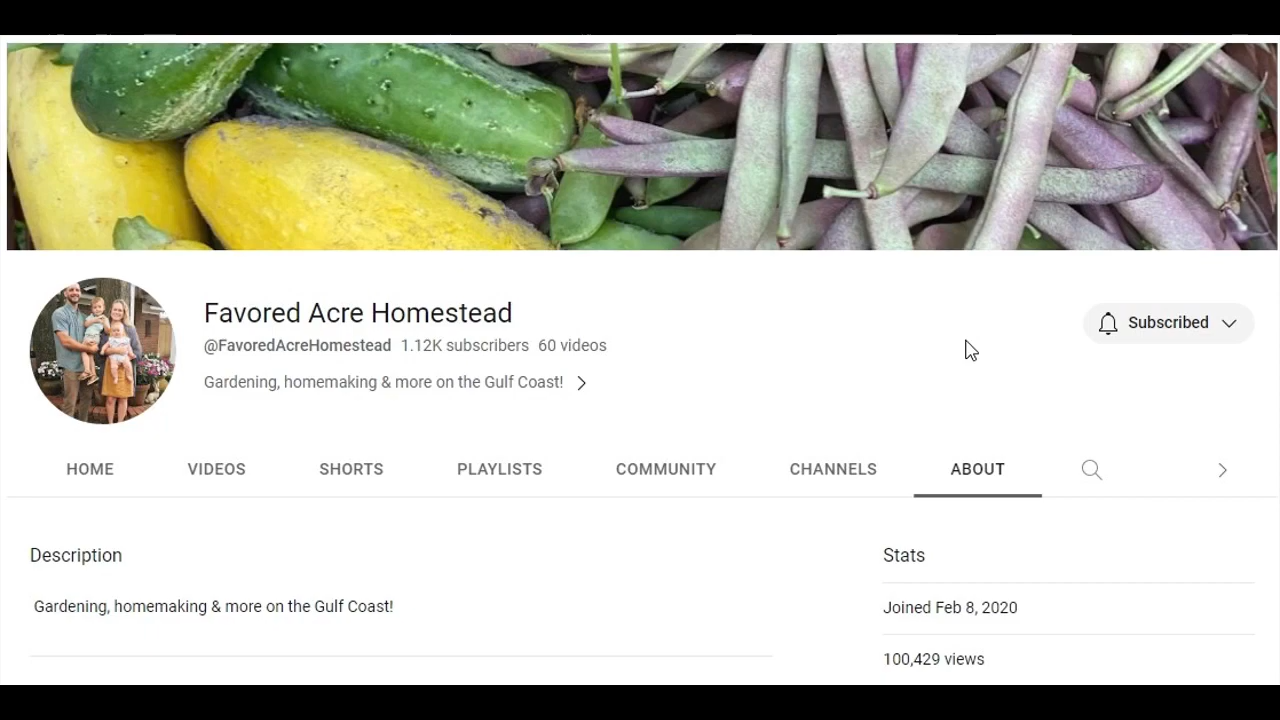 Favored Acre Homestead
@FavoredAcreHomestead 1.12K subscribers 60 videos
Gardening, homemaking & more on the Gulf Coast!
Subscribed
HOME VIDEOS SHORTS PLAYLISTS COMMUNITY CHANNELS ABOUT
Description
Gardening, homemaking & more on the Gulf Coast!
Stats
Joined Feb 8, 2020
100,429 views